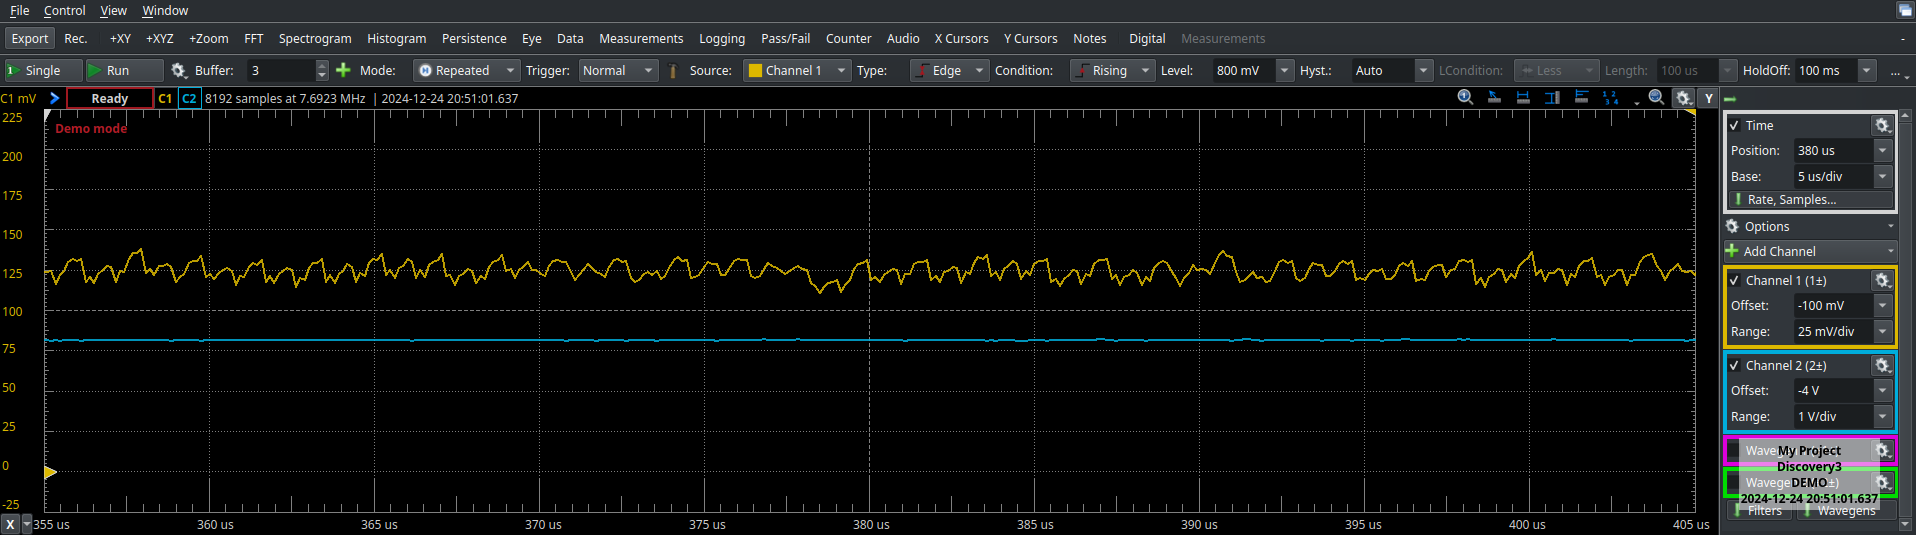 File Control View Window
Export Rec. +XY +XYZ +Zoom FFT Spectrogram Histogram Persistence Eye Data Measurements Logging Pass/Fail Counter Audio X Cursors Y Cursors Notes Digital Measurements -
1 Single Run Buffer: 3 Mode: Repeated Trigger: Normal Source: Channel 1 Type: Edge Condition: Rising Level: 800 mV Hyst.: Auto LCondition: Less Length: 100 us HoldOff: 100 ms ...
C1 mV Ready C1 C2 8192 samples at 7.6923 MHz | 2024-12-24 20:51:01.637 Y
Demo mode
225
200
175
150
125
100
75
50
25
0
-25
X 355 us 360 us 365 us 370 us 375 us 380 us 385 us 390 us 395 us 400 us 405 us
Time
Position: 380 us
Base: 5 us/div
Rate, Samples...
Options
Add Channel
Channel 1 (1±)
Offset: -100 mV
Range: 25 mV/div
Channel 2 (2±)
Offset: -4 V
Range: 1 V/div
My Project
Discovery3
DEMO
2024-12-24 20:51:01.637
Filters Wavegens